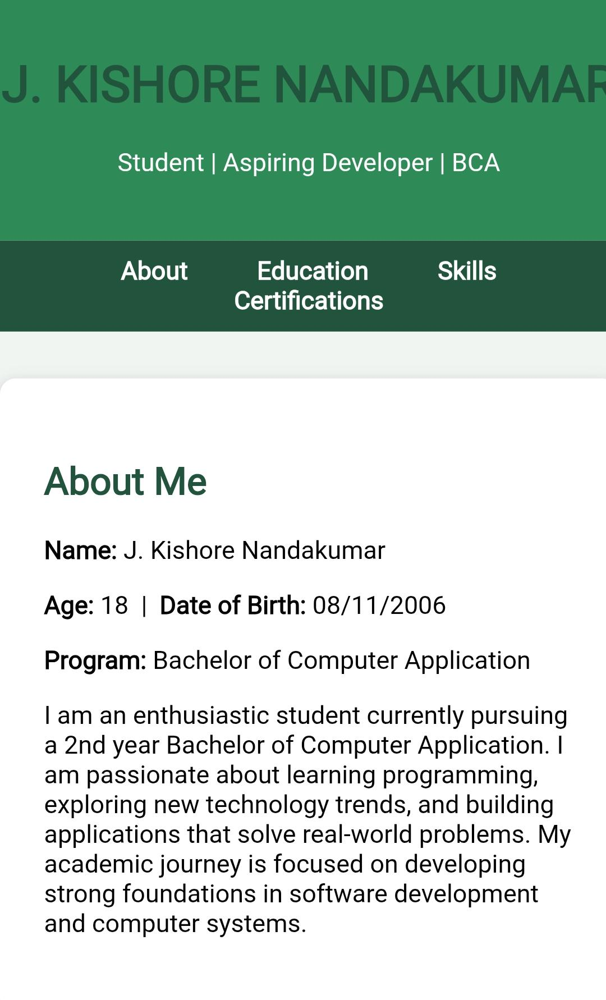 J. KISHORE NANDAKUMAR
Student | Aspiring Developer | BCA
About Education Skills
Certifications
About Me
Name: J. Kishore Nandakumar
Age: 18 | Date of Birth: 08/11/2006
Program: Bachelor of Computer Application
I am an enthusiastic student currently pursuing
a 2nd year Bachelor of Computer Application. I
am passionate about learning programming,
exploring new technology trends, and building
applications that solve real-world problems. My
academic journey is focused on developing
strong foundations in software development
and computer systems.